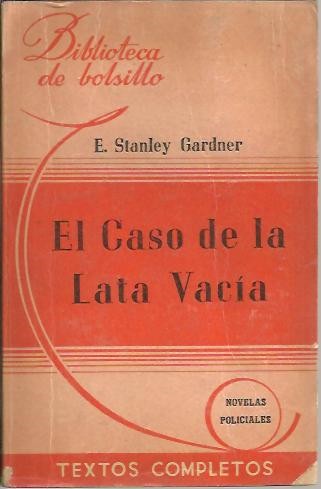 Biblioteca
de bolsillo
E. Stanley Gardner
El Caso de la
Lata Vacía
NOVELAS
POLICIALES
TEXTOS COMPLETOS